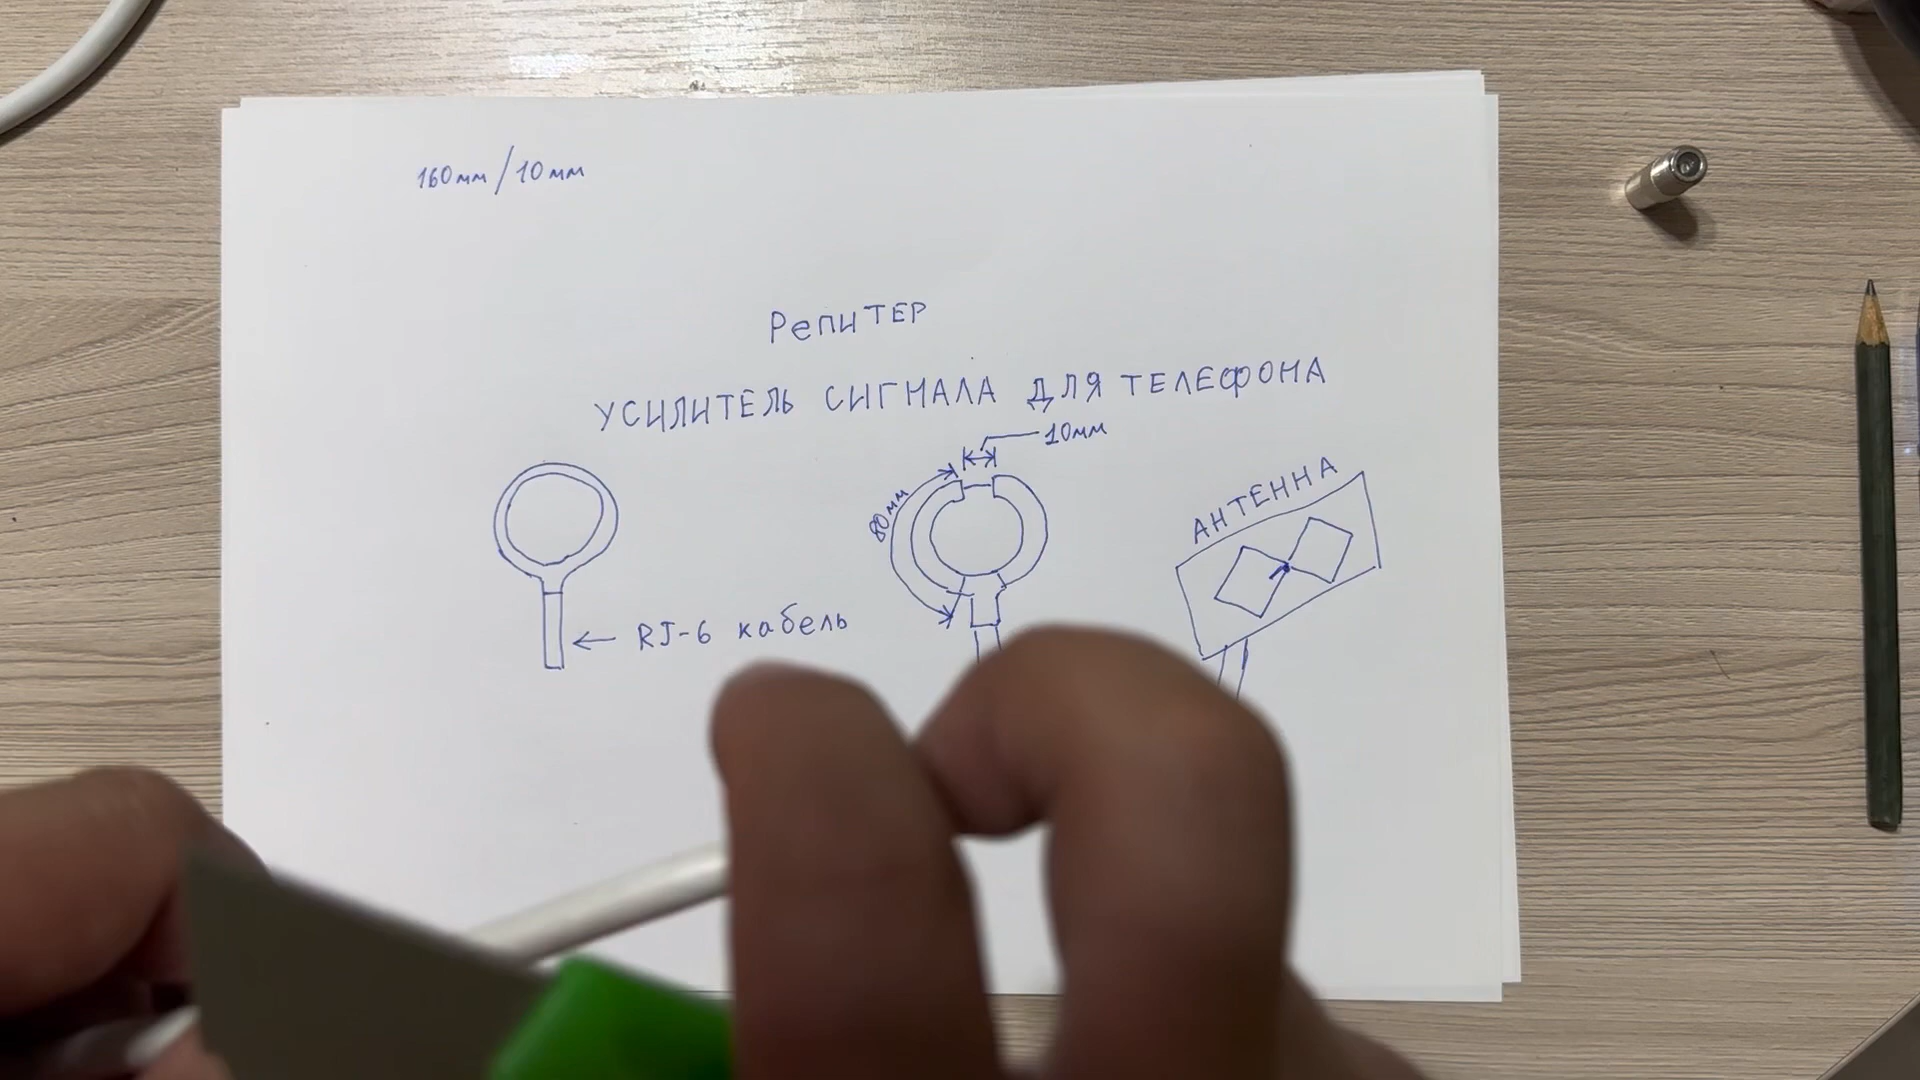 160мм/10мм
РепиТЕР
УСИЛИТЕЛЬ СИГНАЛА ДЛЯ ТЕЛЕФОНА
10мм
80мм
АНТЕННА
RJ-6 кабель